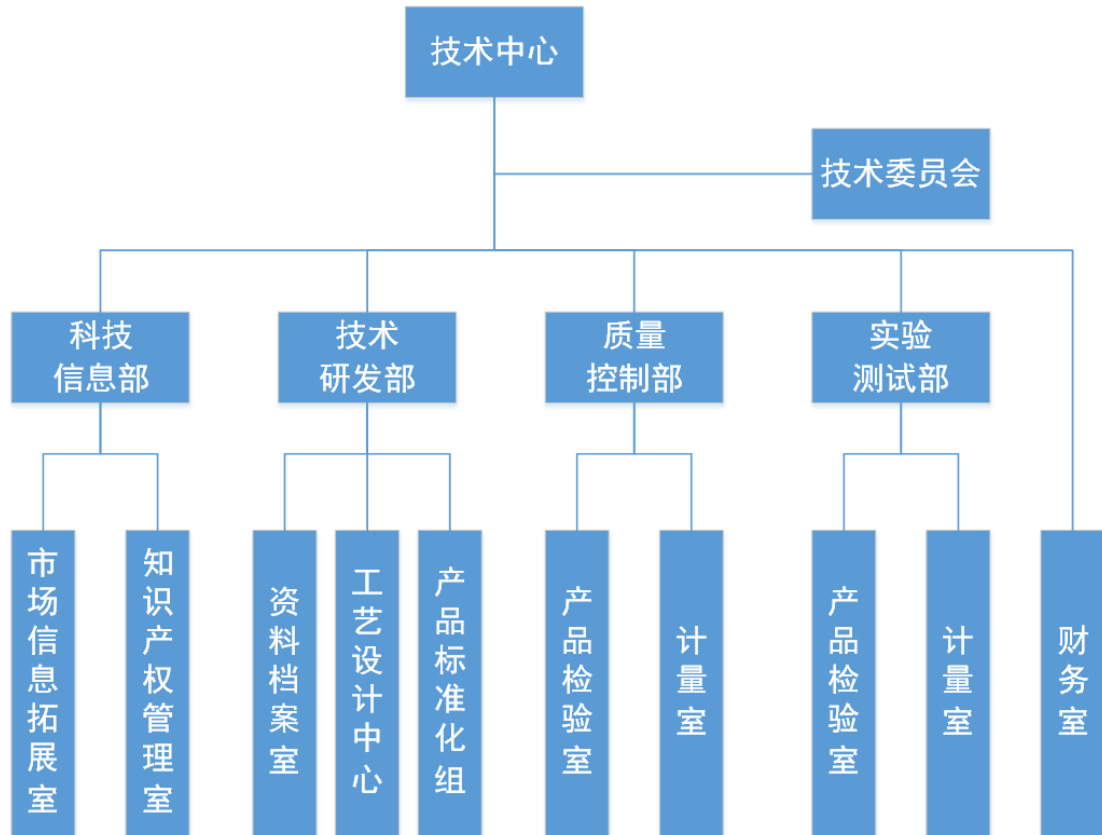 技术中心
技术委员会
科技
信息部
技术
研发部
质量
控制部
实验
测试部
市场信息拓展室
知识产权管理室
资料档案室
工艺设计中心
产品标准化组
产品检验室
计量室
产品检验室
计量室
财务室